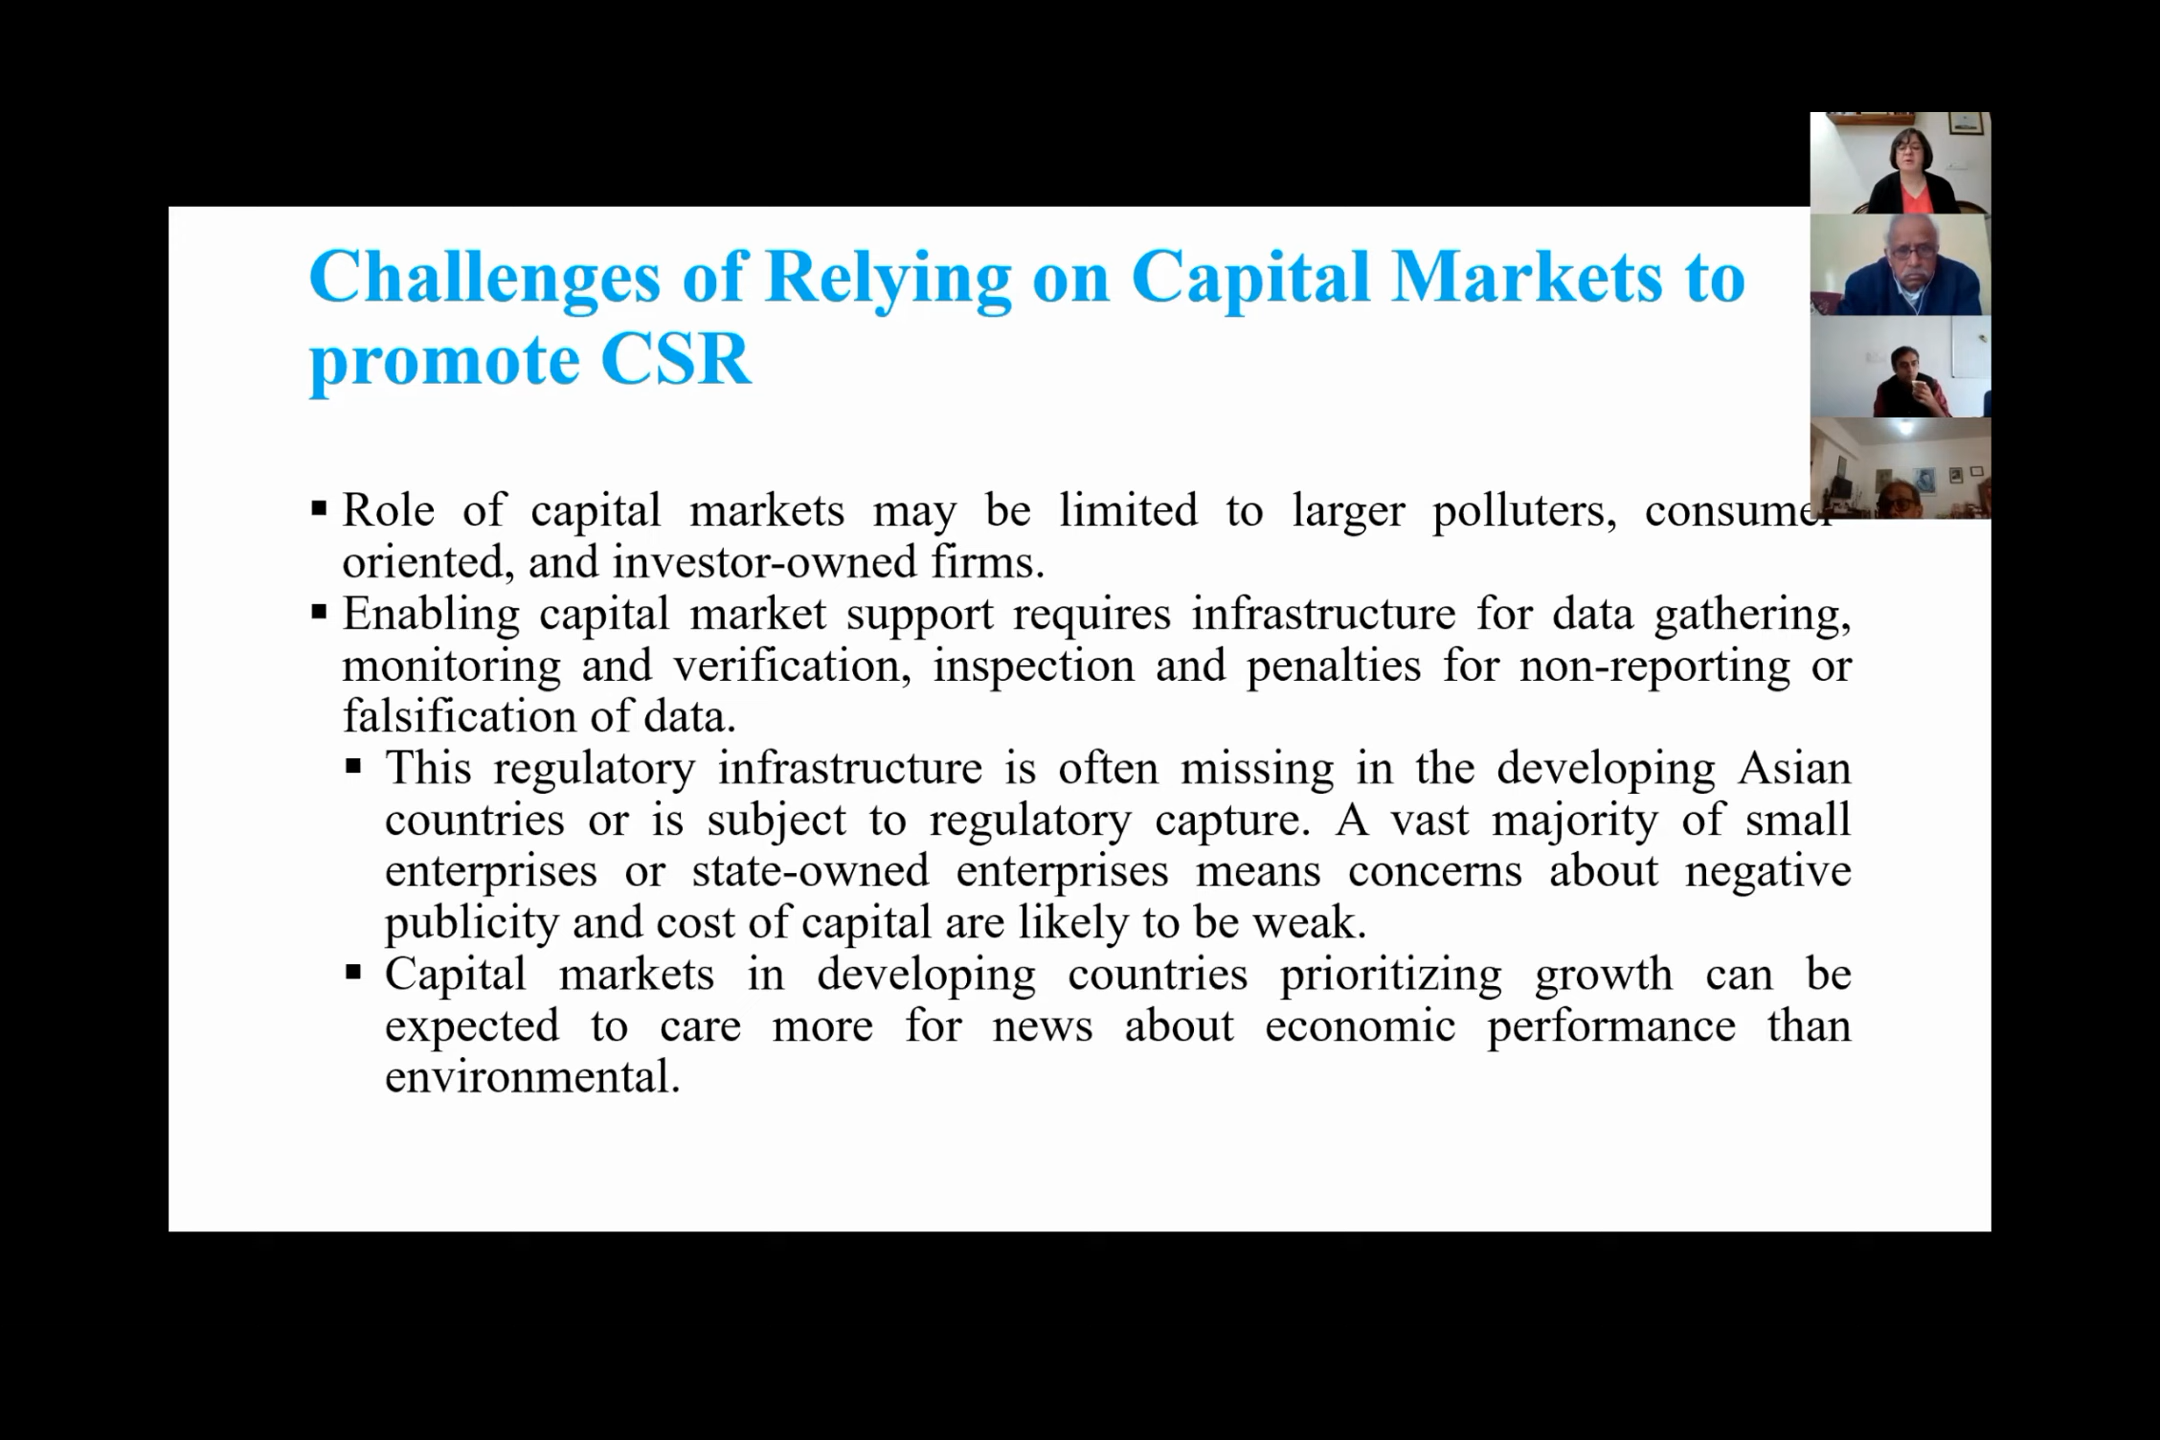 Challenges of Relying on Capital Markets to
promote CSR
▪ Role of capital markets may be limited to larger polluters, consumer
oriented, and investor-owned firms.
▪ Enabling capital market support requires infrastructure for data gathering,
monitoring and verification, inspection and penalties for non-reporting or
falsification of data.
▪ This regulatory infrastructure is often missing in the developing Asian
countries or is subject to regulatory capture. A vast majority of small
enterprises or state-owned enterprises means concerns about negative
publicity and cost of capital are likely to be weak.
▪ Capital markets in developing countries prioritizing growth can be
expected to care more for news about economic performance than
environmental.